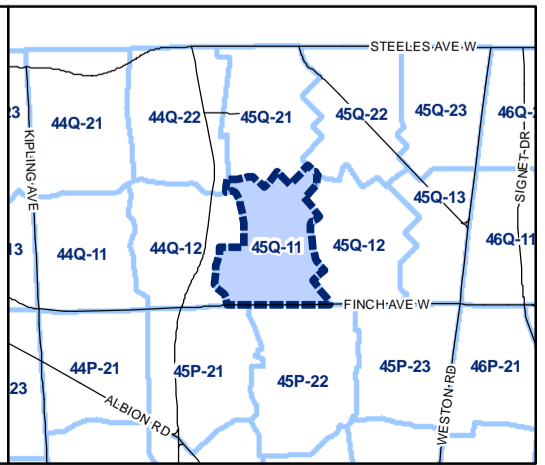 STEELES AVE W
23
44Q-21
44Q-22
45Q-21
45Q-22
45Q-23
46Q-2
KIPLING AVE
SIGNET DR
45Q-13
13
44Q-11
44Q-12
45Q-11
45Q-12
46Q-11
FINCH AVE W
44P-21
45P-21
45P-22
45P-23
46P-21
23
ALBION RD
WESTON RD